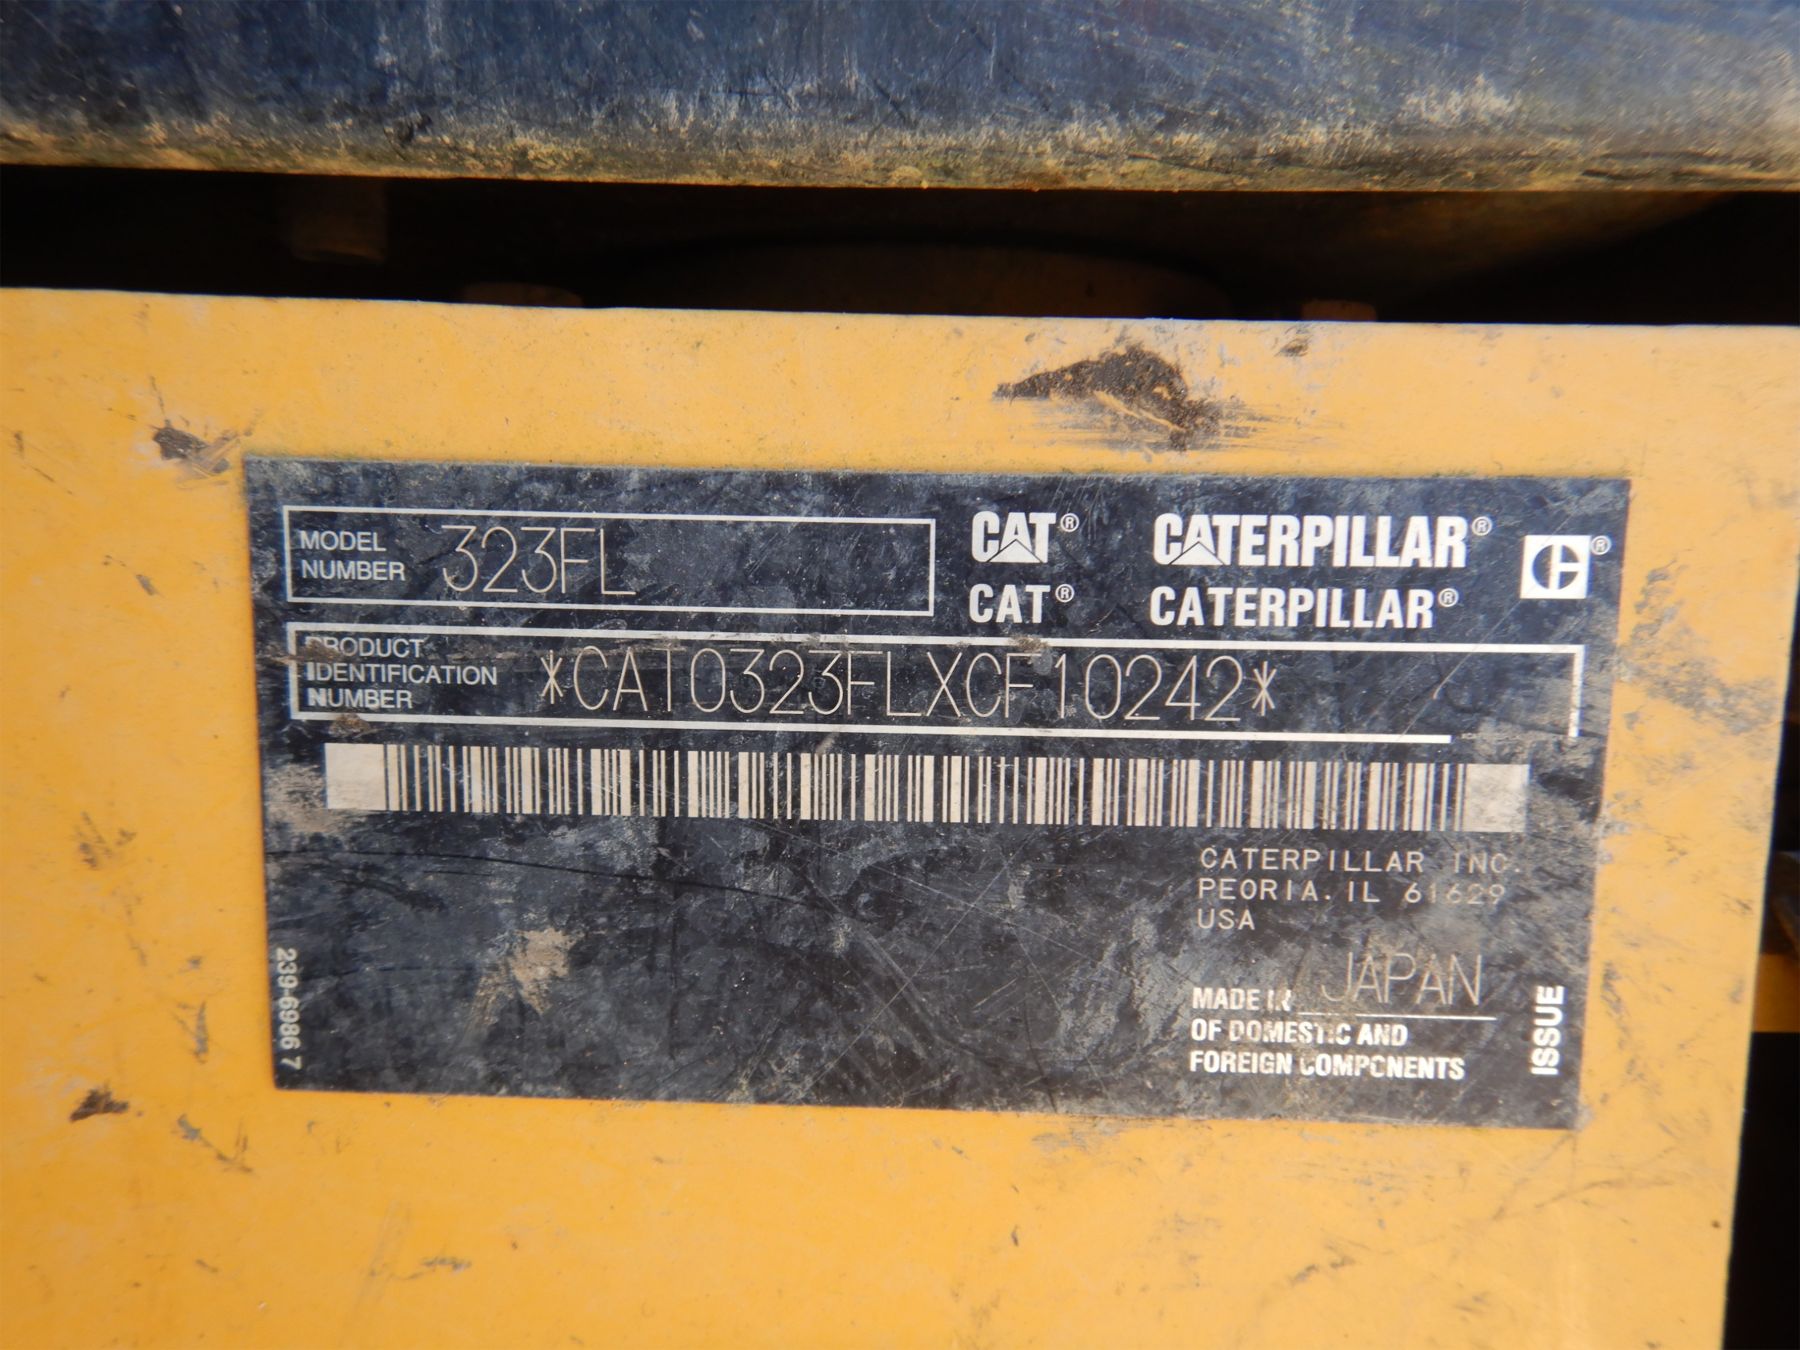 MODEL NUMBER 323FL
CAT® CATERPILLAR® ®
CAT® CATERPILLAR®
PRODUCT IDENTIFICATION NUMBER *CAT0323FLXCF10242*
CATERPILLAR INC.
PEORIA. IL 61629
USA
MADE IN JAPAN
OF DOMESTIC AND
FOREIGN COMPONENTS
ISSUE
239-6986 7